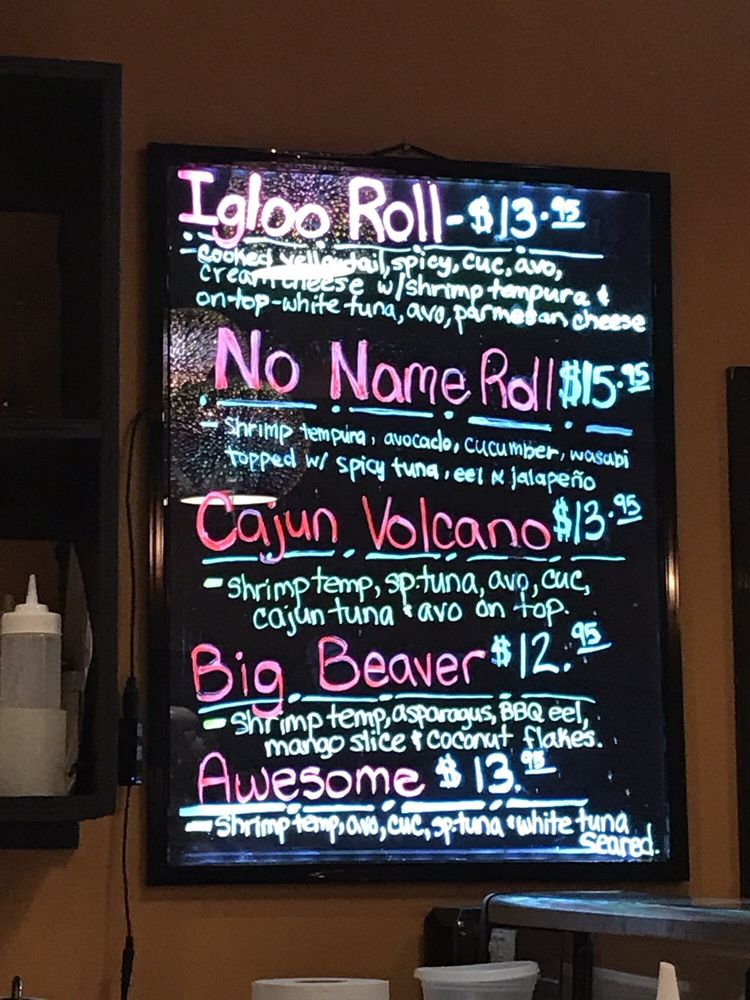 Igloo Roll - $13.95
- cooked yellowtail, spicy, cuc, avo,
cream cheese w/shrimp tempura &
on-top-white tuna, avo, parmesan cheese
No Name Roll $15.95
- shrimp tempura, avocado, cucumber, wasabi
topped w/ spicy tuna, eel & jalapeño
Cajun Volcano $13.95
- Shrimp temp, sp.tuna, avo, cuc,
cajun tuna & avo on top.
Big Beaver $12.95
- Shrimp temp, asparagus, BBQ eel,
mango slice & coconut flakes.
Awesome $13.95
- Shrimp temp, avo, cuc, sp.tuna & white tuna
seared.